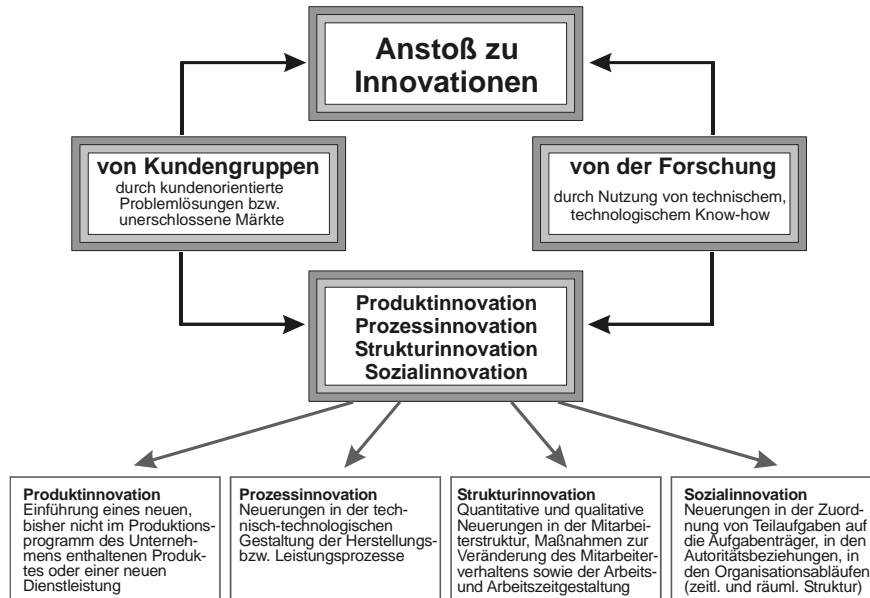 Anstoß zu
Innovationen
von Kundengruppen
durch kundenorientierte
Problemlösungen bzw.
unerschlossene Märkte
von der Forschung
durch Nutzung von technischem,
technologischem Know-how
Produktinnovation
Prozessinnovation
Strukturinnovation
Sozialinnovation
Produktinnovation
Einführung eines neuen,
bisher nicht im Produktions-
programm des Unterneh-
mens enthaltenen Produk-
tes oder einer neuen
Dienstleistung
Prozessinnovation
Neuerungen in der tech-
nisch-technologischen
Gestaltung der Herstellungs-
bzw. Leistungsprozesse
Strukturinnovation
Quantitative und qualitative
Neuerungen in der Mitarbei-
terstruktur, Maßnahmen zur
Veränderung des Mitarbeiter-
verhaltens sowie der Arbeits-
und Arbeitszeitgestaltung
Sozialinnovation
Neuerungen in der Zuord-
nung von Teilaufgaben auf
die Aufgabenträger, in den
Autoritätsbeziehungen, in
den Organisationsabläufen
(zeitl. und räuml. Struktur)